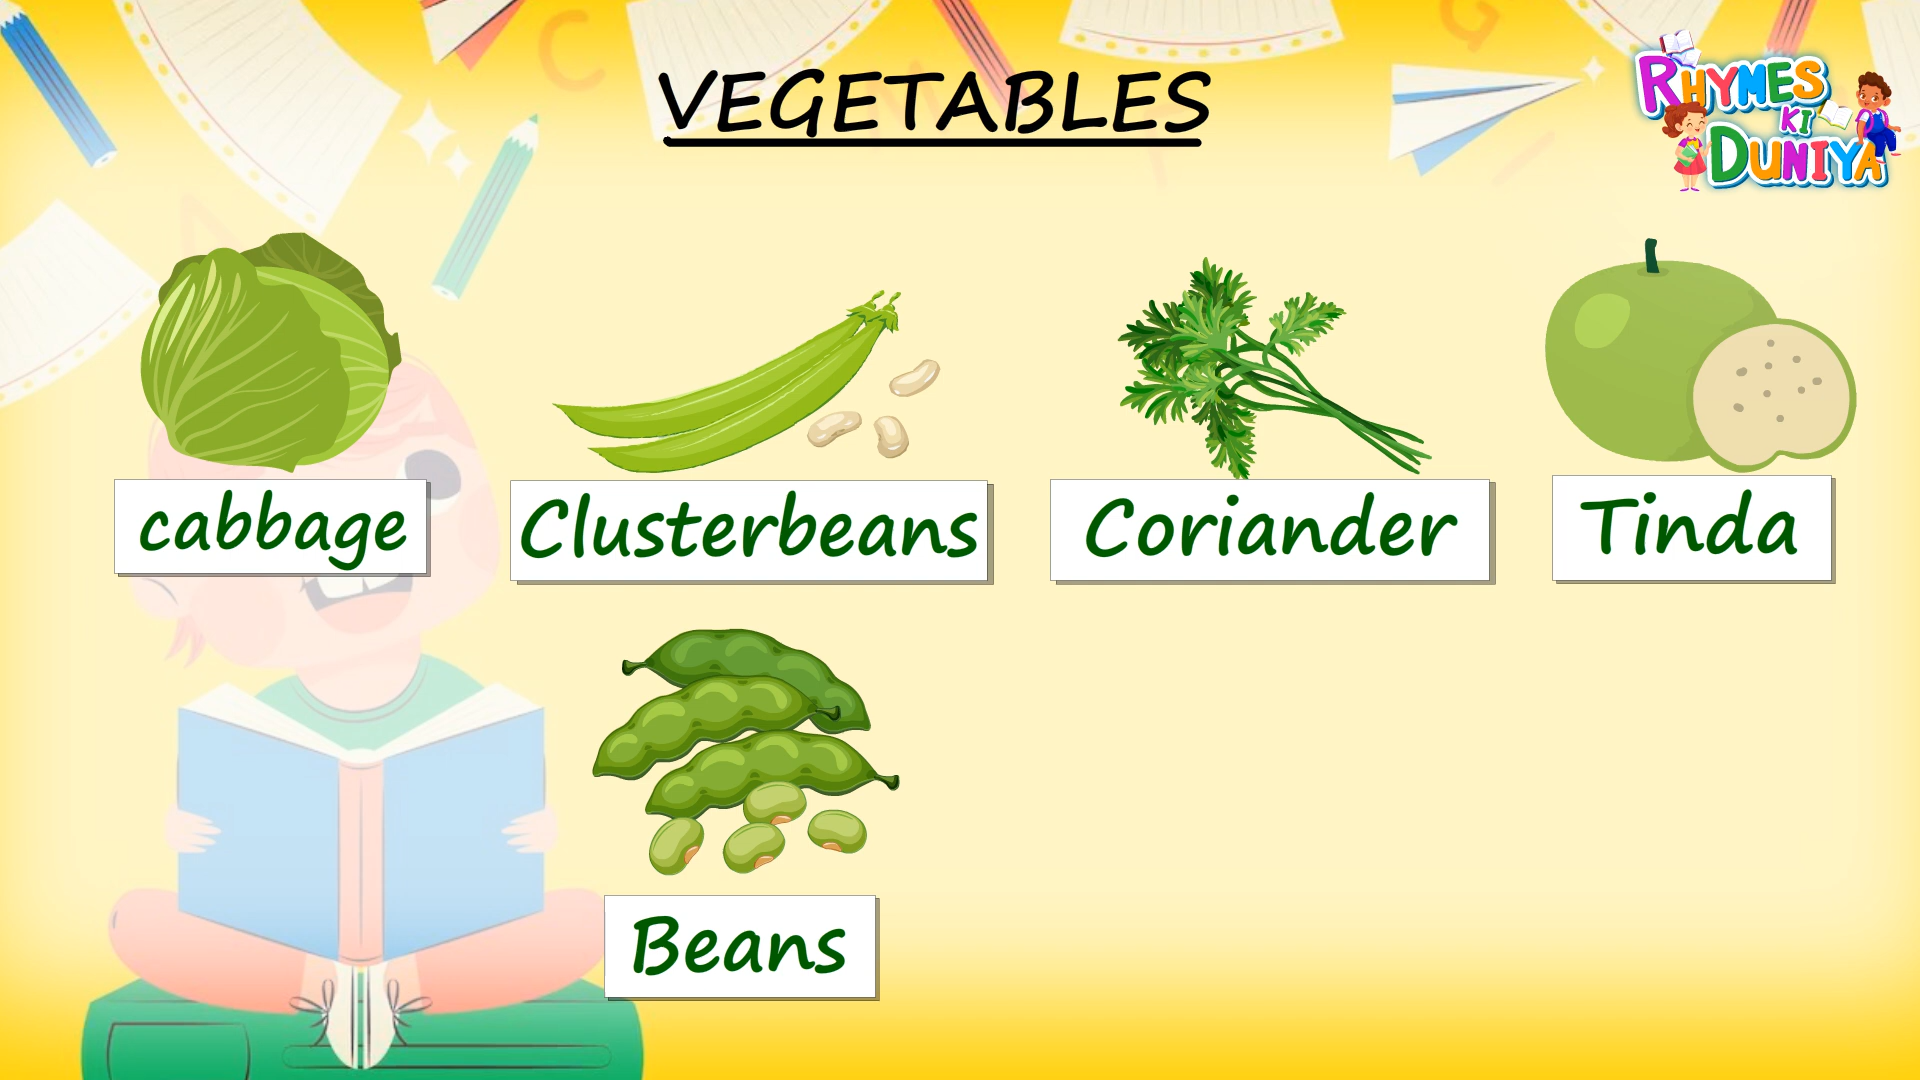 VEGETABLES
RHYMES
KI
DUNIYA
cabbage
Clusterbeans
Coriander
Tinda
Beans